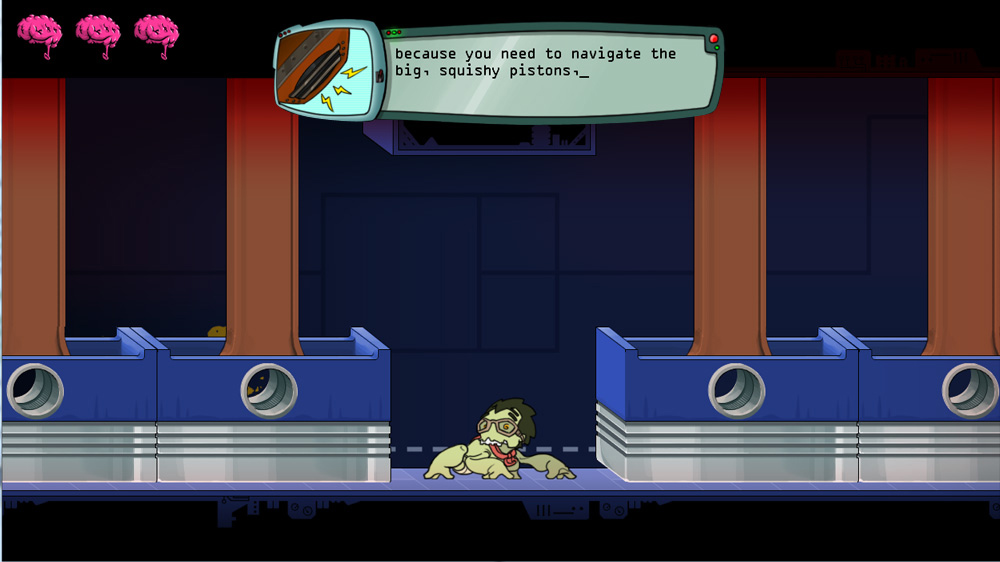 because you need to navigate the
big, squishy pistons,_